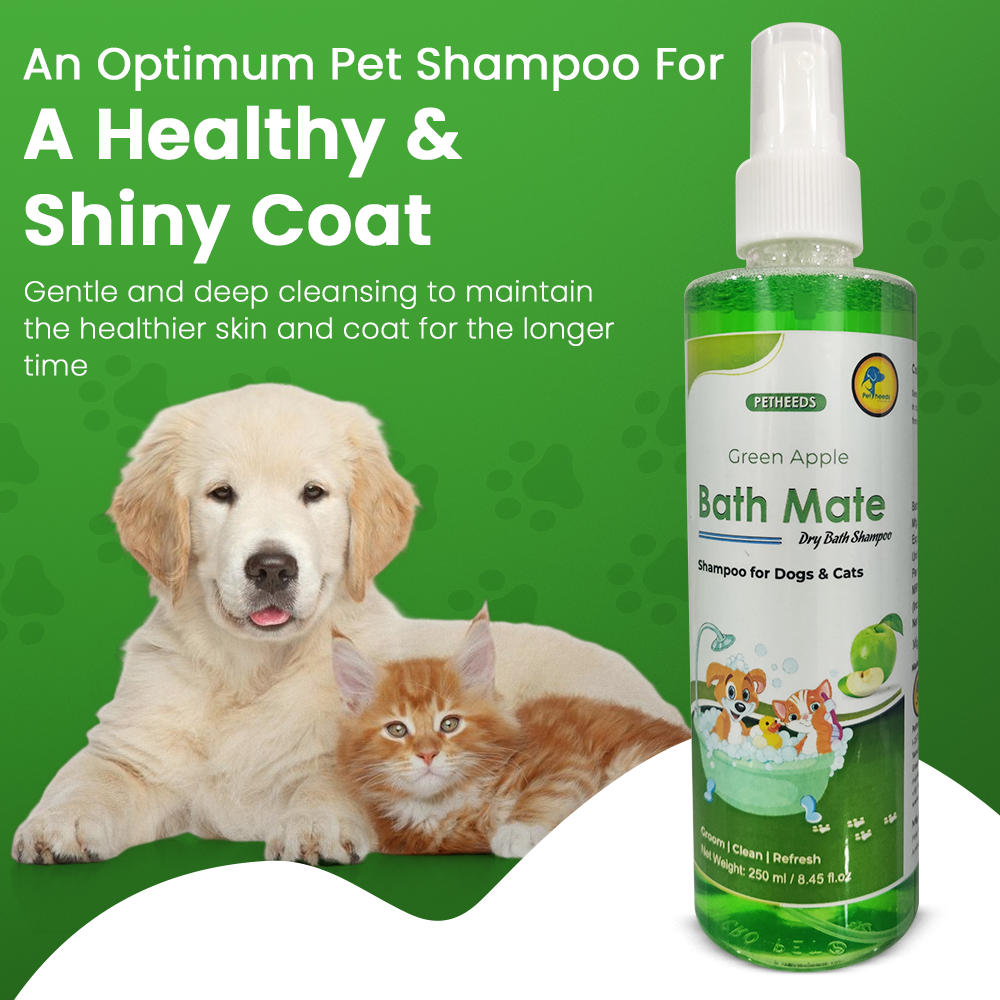 An Optimum Pet Shampoo For
A Healthy &
Shiny Coat
Gentle and deep cleansing to maintain
the healthier skin and coat for the longer
time
PETHEEDS
Pet heeds
Green Apple
Bath Mate
Dry Bath Shampoo
Shampoo for Dogs & Cats
Groom | Clean | Refresh
Net Weight: 250 ml / 8.45 fl.oz